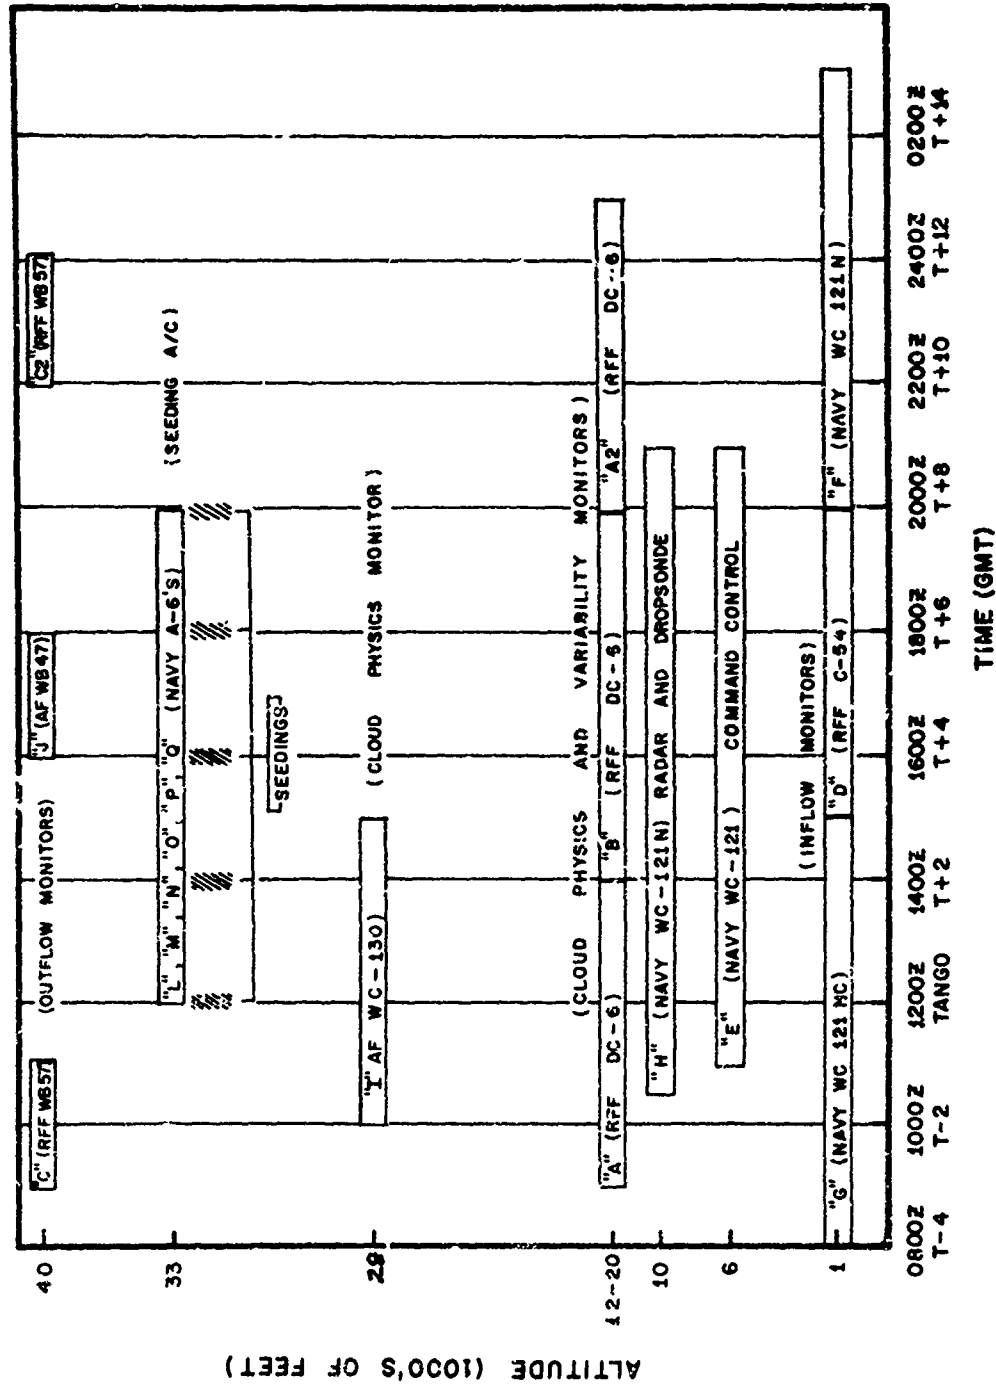 ALTITUDE (1000'S OF FEET)
40
33
29
12-20
10
6
1
"C" (RFF WB57)
(OUTFLOW MONITORS)
"J" (AF WB47)
"C2" (RFF WB57)
"L", "M", "N", "O", "P", "Q" (NAVY A-6'S)
(SEEDING A/C)
SEEDINGS
"I" AF WC-130)
(CLOUD PHYSICS MONITOR)
(CLOUD PHYSICS AND VARIABILITY MONITORS)
"A" (RFF DC-6)
"B" (RFF DC-6)
"A2" (RFF DC-6)
"H" (NAVY WC-121N) RADAR AND DROPSONDE
"E" (NAVY WC-121) COMMAND CONTROL
(INFLOW MONITORS)
"G" (NAVY WC 121 MC)
"D" (RFF C-54)
"F" (NAVY WC 121N)
0800Z 1000Z 1200Z 1400Z 1600Z 1800Z 2000Z 2200Z 2400Z 0200Z
T-4 T-2 TANGO T+2 T+4 T+6 T+8 T+10 T+12 T+14
TIME (GMT)